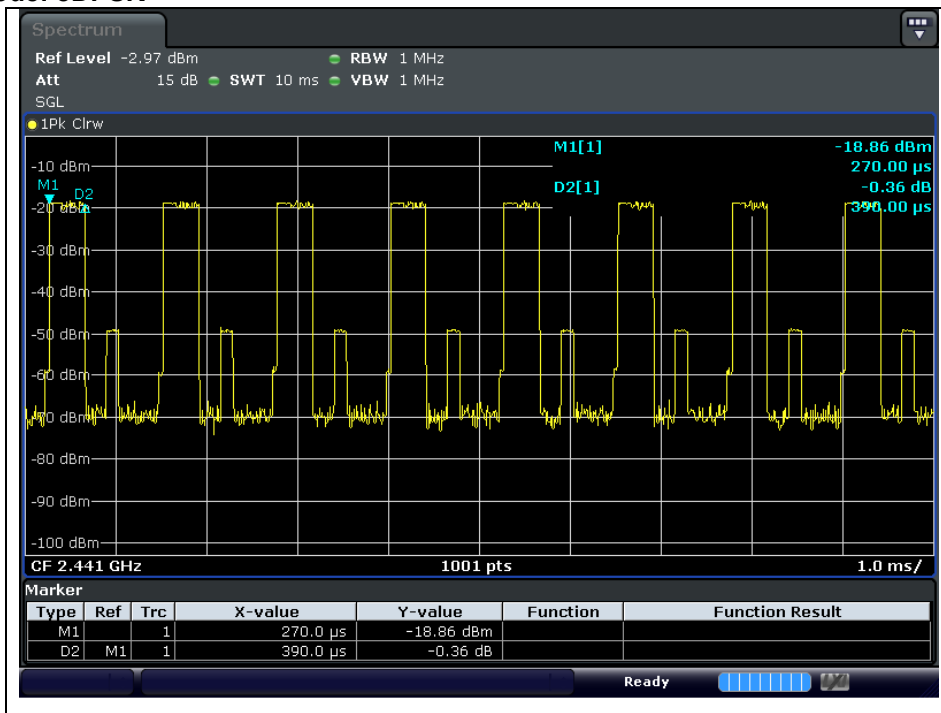 Spectrum
Ref Level -2.97 dBm RBW 1 MHz
Att 15 dB SWT 10 ms VBW 1 MHz
SGL
1Pk Clrw
M1[1] -18.86 dBm
270.00 µs
D2[1] -0.36 dB
390.00 µs
M1
D2
-10 dBm
-20 dBm
-30 dBm
-40 dBm
-50 dBm
-60 dBm
-70 dBm
-80 dBm
-90 dBm
-100 dBm
CF 2.441 GHz 1001 pts 1.0 ms/
Marker
Type Ref Trc X-value Y-value Function Function Result
M1 1 270.0 µs -18.86 dBm
D2 M1 1 390.0 µs -0.36 dB
Ready